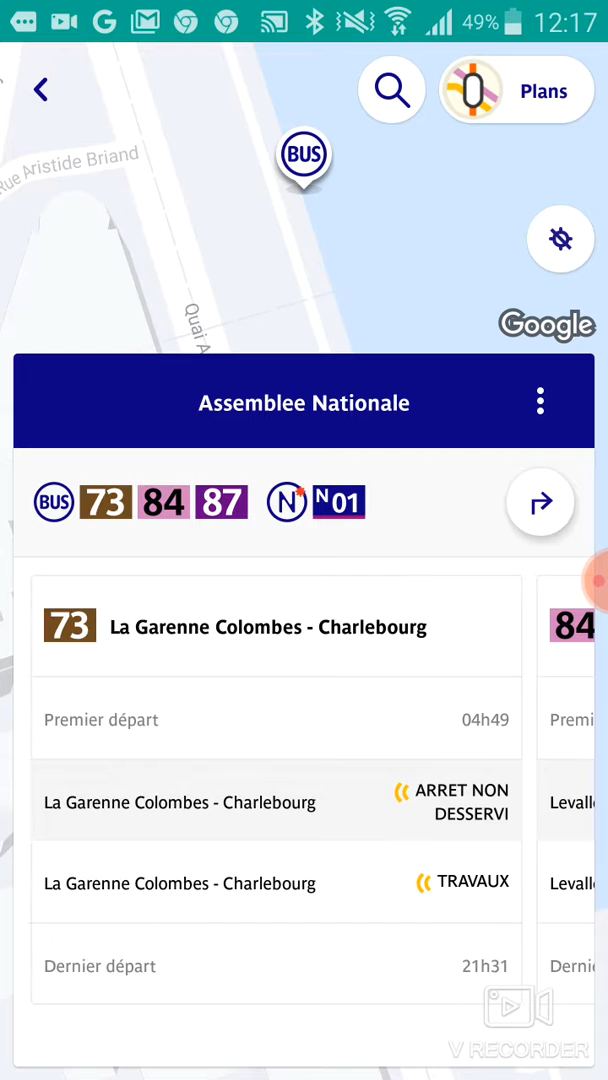 49% 12:17
Plans
Rue Aristide Briand
BUS
Quai A
Google
Assemblee Nationale
BUS 73 84 87 N N01
73 La Garenne Colombes - Charlebourg
84
Premier départ 04h49
Premi
La Garenne Colombes - Charlebourg ARRET NON DESSERVI
Levall
La Garenne Colombes - Charlebourg TRAVAUX
Levall
Dernier départ 21h31
Derni
V RECORDER